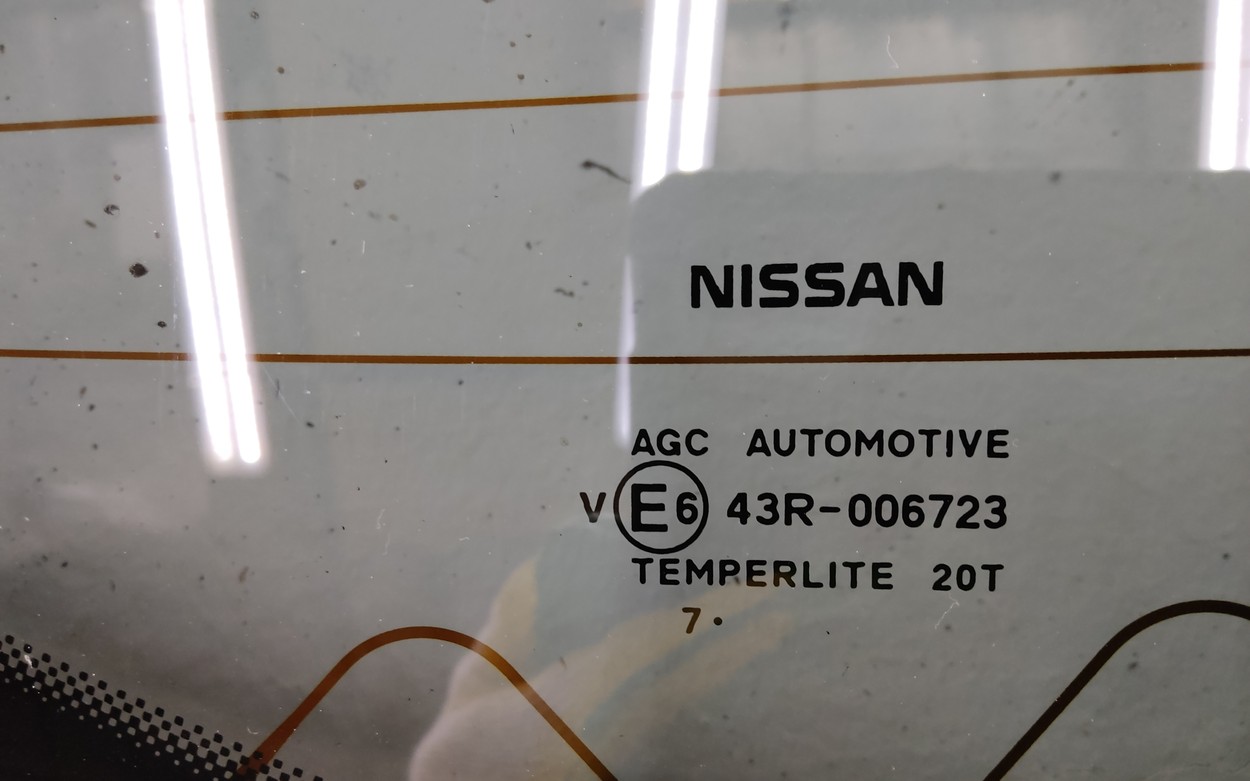 NISSAN
AGC AUTOMOTIVE
V E6 43R-006723
TEMPERLITE 20T
7 •